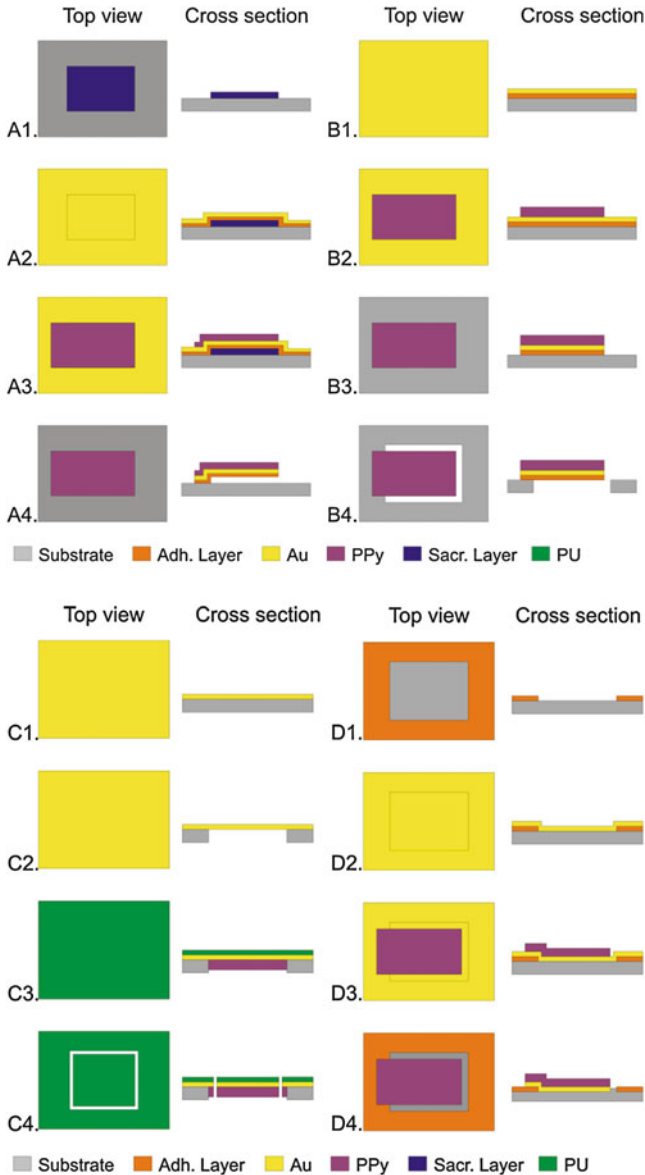 Top view Cross section Top view Cross section
A1. B1.
A2. B2.
A3. B3.
A4. B4.
Substrate Adh. Layer Au PPy Sacr. Layer PU
Top view Cross section Top view Cross section
C1. D1.
C2. D2.
C3. D3.
C4. D4.
Substrate Adh. Layer Au PPy Sacr. Layer PU